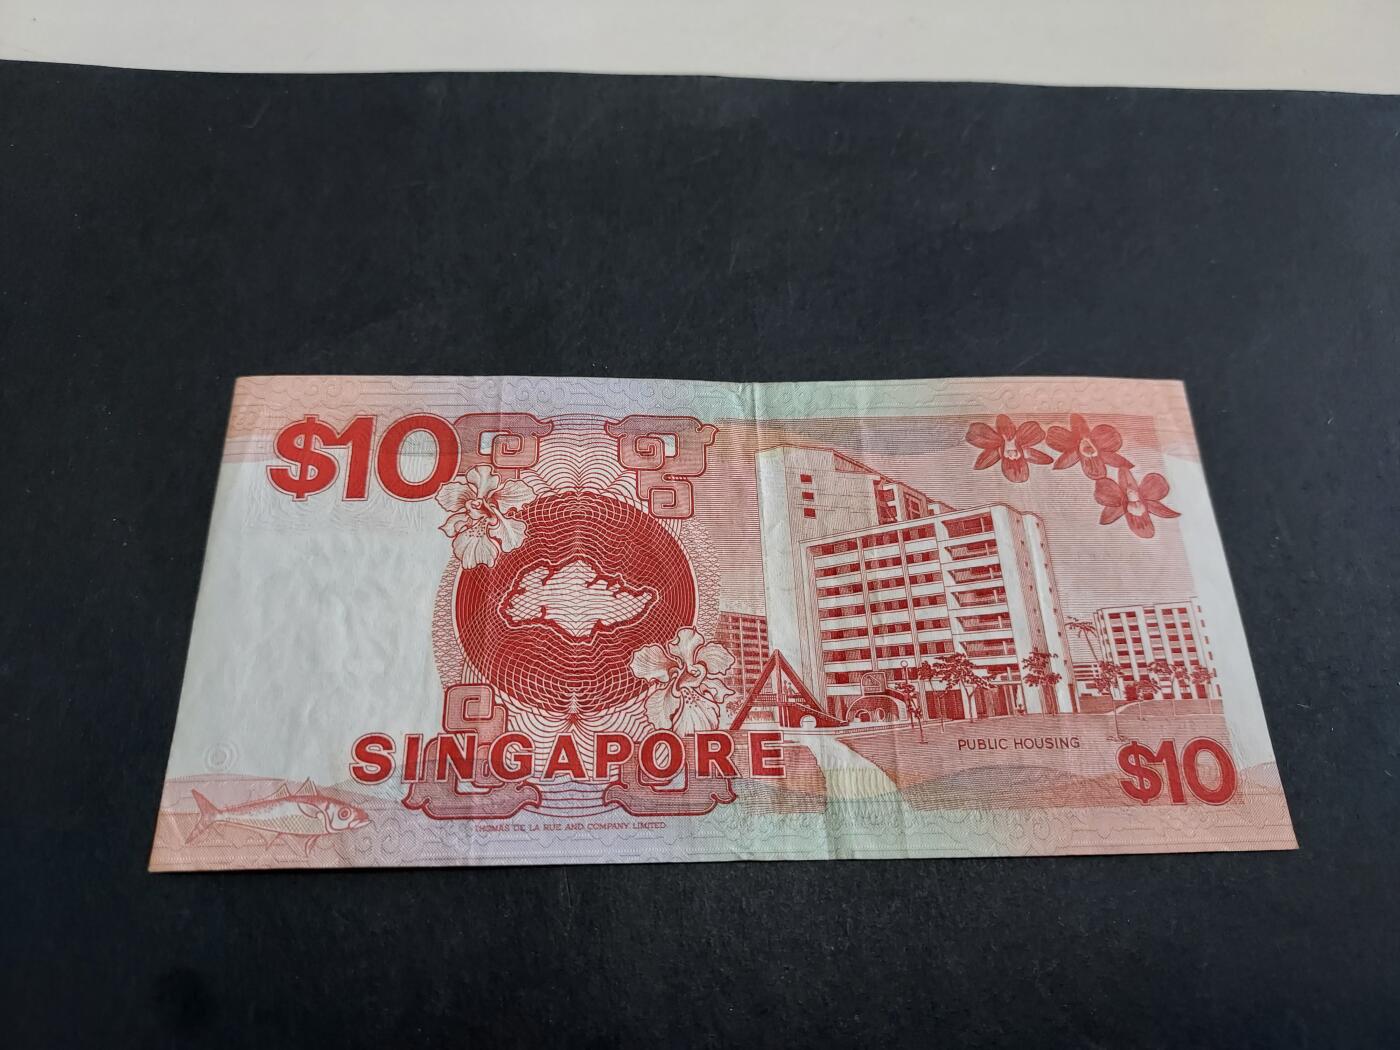 $10
SINGAPORE
THOMAS DE LA RUE AND COMPANY LIMITED
PUBLIC HOUSING
$10